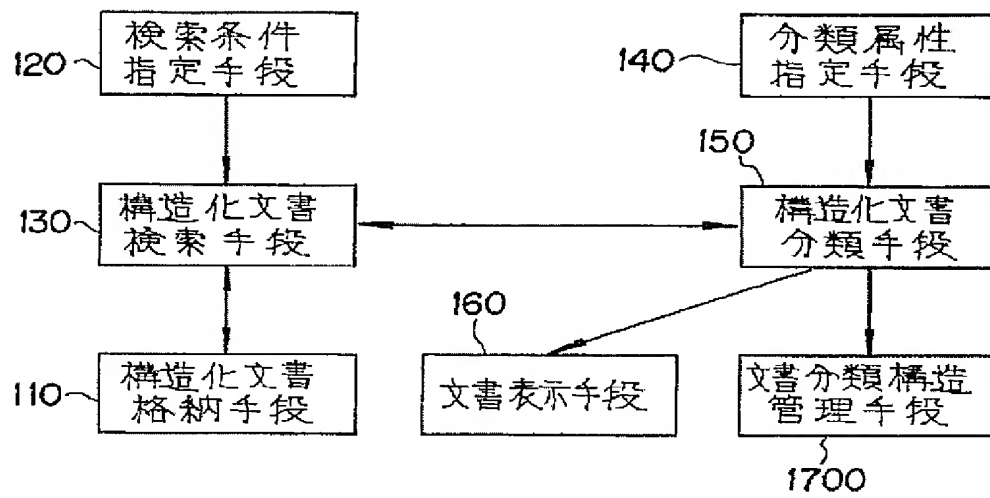 120
検索条件
指定手段
140
分類属性
指定手段
130
構造化文書
検索手段
150
構造化文書
分類手段
110
構造化文書
格納手段
160
文書表示手段
文書分類構造
管理手段
1700